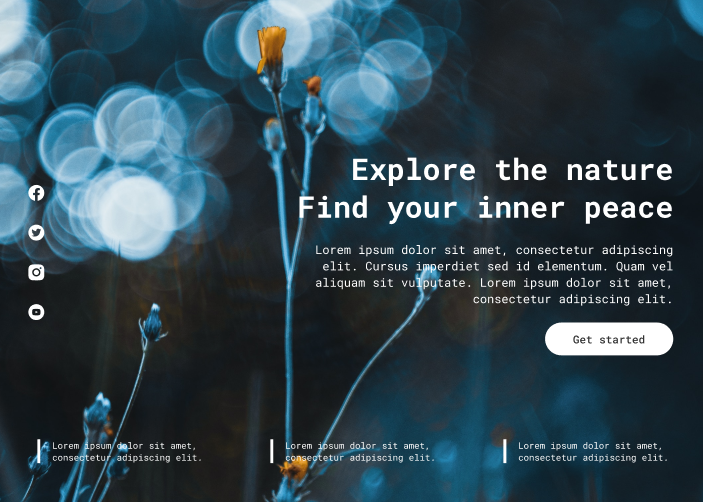 Explore the nature
Find your inner peace
Lorem ipsum dolor sit amet, consectetur adipiscing
elit. Cursus imperdiet sed id elementum. Quam vel
aliquam sit vulputate. Lorem ipsum dolor sit amet,
consectetur adipiscing elit.
Get started
Lorem ipsum dolor sit amet,
consectetur adipiscing elit.
Lorem ipsum dolor sit amet,
consectetur adipiscing elit.
Lorem ipsum dolor sit amet,
consectetur adipiscing elit.